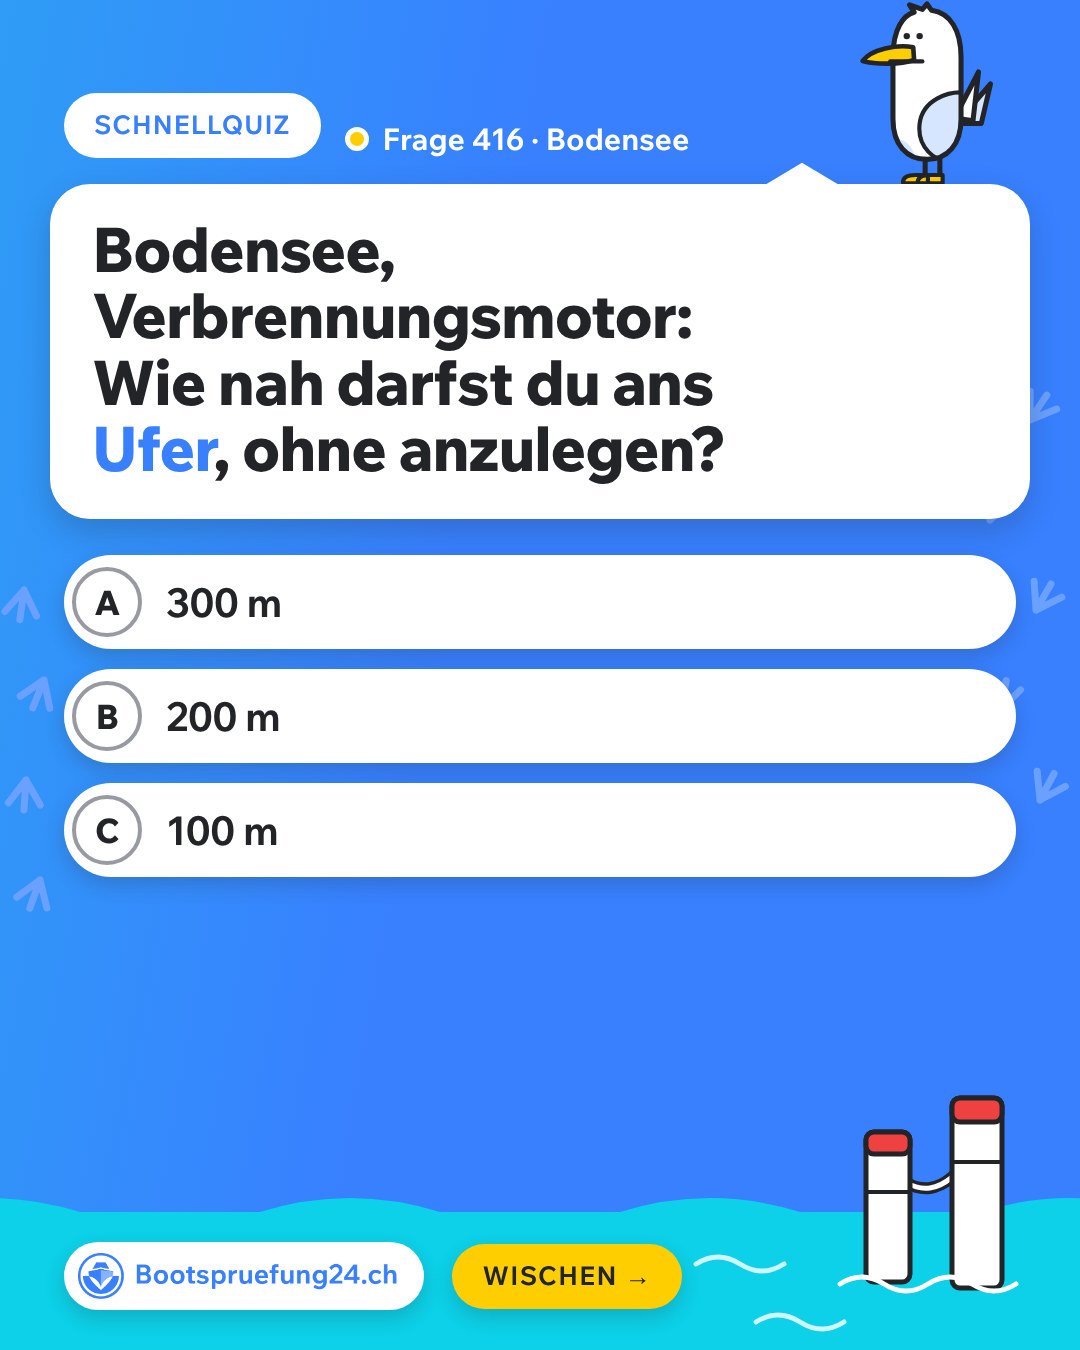 SCHNELLQUIZ
Frage 416 · Bodensee
Bodensee,
Verbrennungsmotor:
Wie nah darfst du ans
Ufer, ohne anzulegen?
A 300 m
B 200 m
C 100 m
Bootspruefung24.ch
WISCHEN →